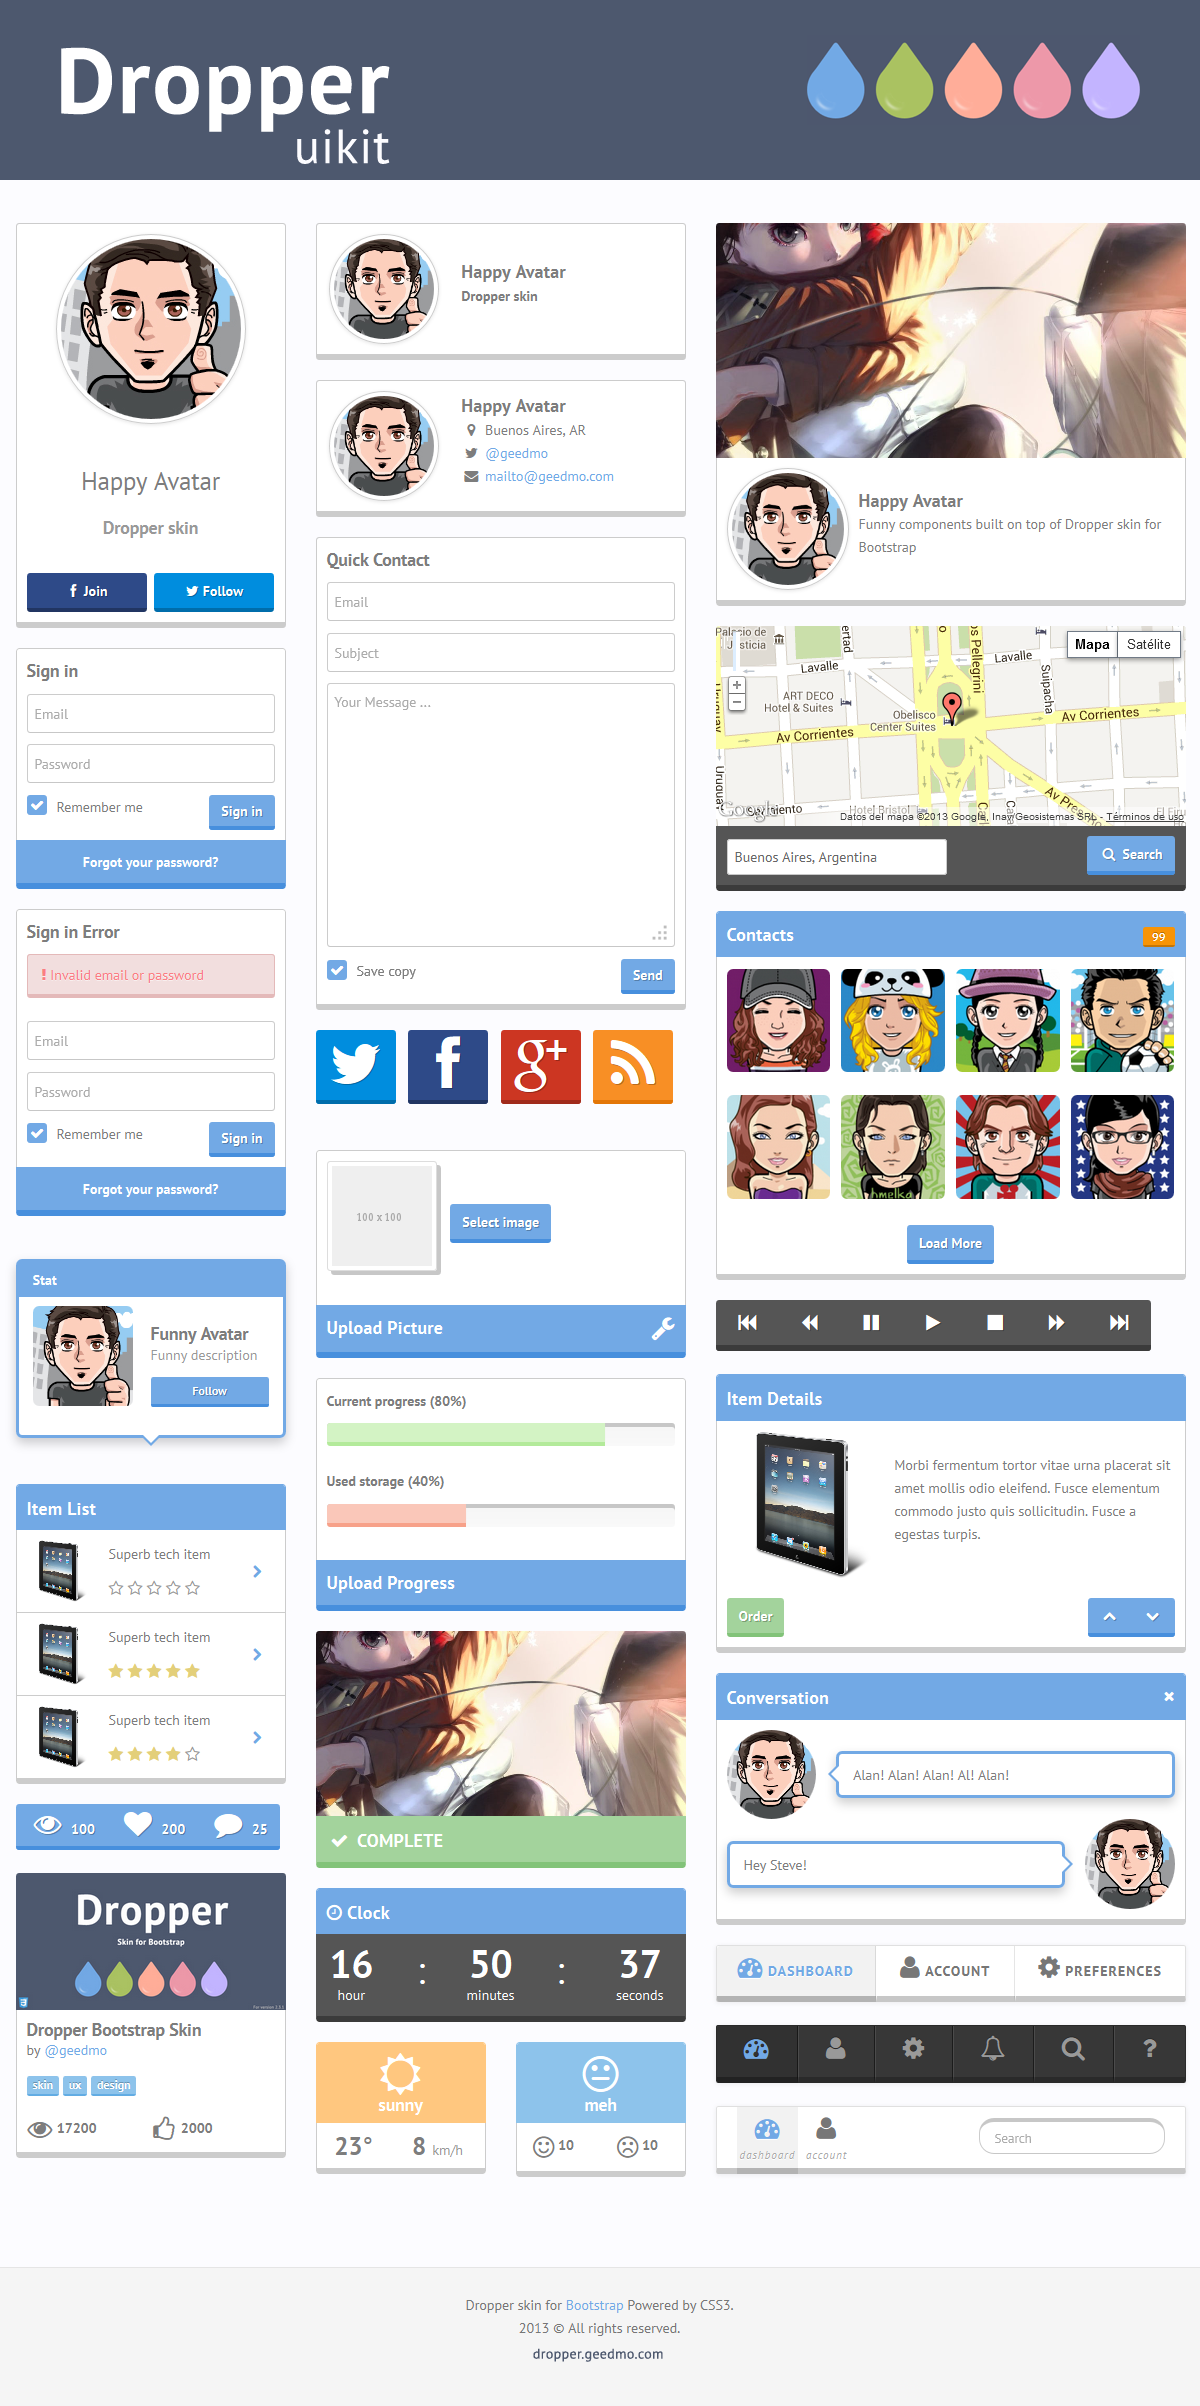 Dropper
uikit
Happy Avatar
Dropper skin
Join
Follow
Sign in
Email
Password
Remember me
Sign in
Forgot your password?
Sign in Error
! Invalid email or password
Email
Password
Remember me
Sign in
Forgot your password?
Stat
Funny Avatar
Funny description
Follow
Item List
Superb tech item
Superb tech item
Superb tech item
100
200
25
Dropper
Skin for Bootstrap
Dropper Bootstrap Skin
by @geedmo
skin
ux
design
17200
2000
Happy Avatar
Dropper skin
Happy Avatar
Buenos Aires, AR
@geedmo
mailto@geedmo.com
Quick Contact
Email
Subject
Your Message ...
Save copy
Send
f
g+
100 x 100
Select image
Upload Picture
Current progress (80%)
Used storage (40%)
Upload Progress
COMPLETE
Clock
16 : 50 : 37
hour minutes seconds
sunny
23° 8 km/h
meh
10 10
Happy Avatar
Funny components built on top of Dropper skin for
Bootstrap
Palacio de
Justicia
Lavalle
Lavalle
Mapa
Satélite
os Pellegrini
Suipacha
ART DECO
Hotel & Suites
Obelisco
Center Suites
Av Corrientes
Av Corrientes
Uruguay
Sarmiento
Hotel Bristol
Google
Datos del mapa ©2013 Google, Inav Geosistemas SRL - Términos de uso
Buenos Aires, Argentina
Search
Contacts
99
hmelka
Load More
Item Details
Morbi fermentum tortor vitae urna placerat sit
amet mollis odio eleifend. Fusce elementum
commodo justo quis sollicitudin. Fusce a
egestas turpis.
Order
Conversation
Alan! Alan! Alan! Al! Alan!
Hey Steve!
DASHBOARD
ACCOUNT
PREFERENCES
?
dashboard
account
Search
Dropper skin for Bootstrap Powered by CSS3.
2013 © All rights reserved.
dropper.geedmo.com